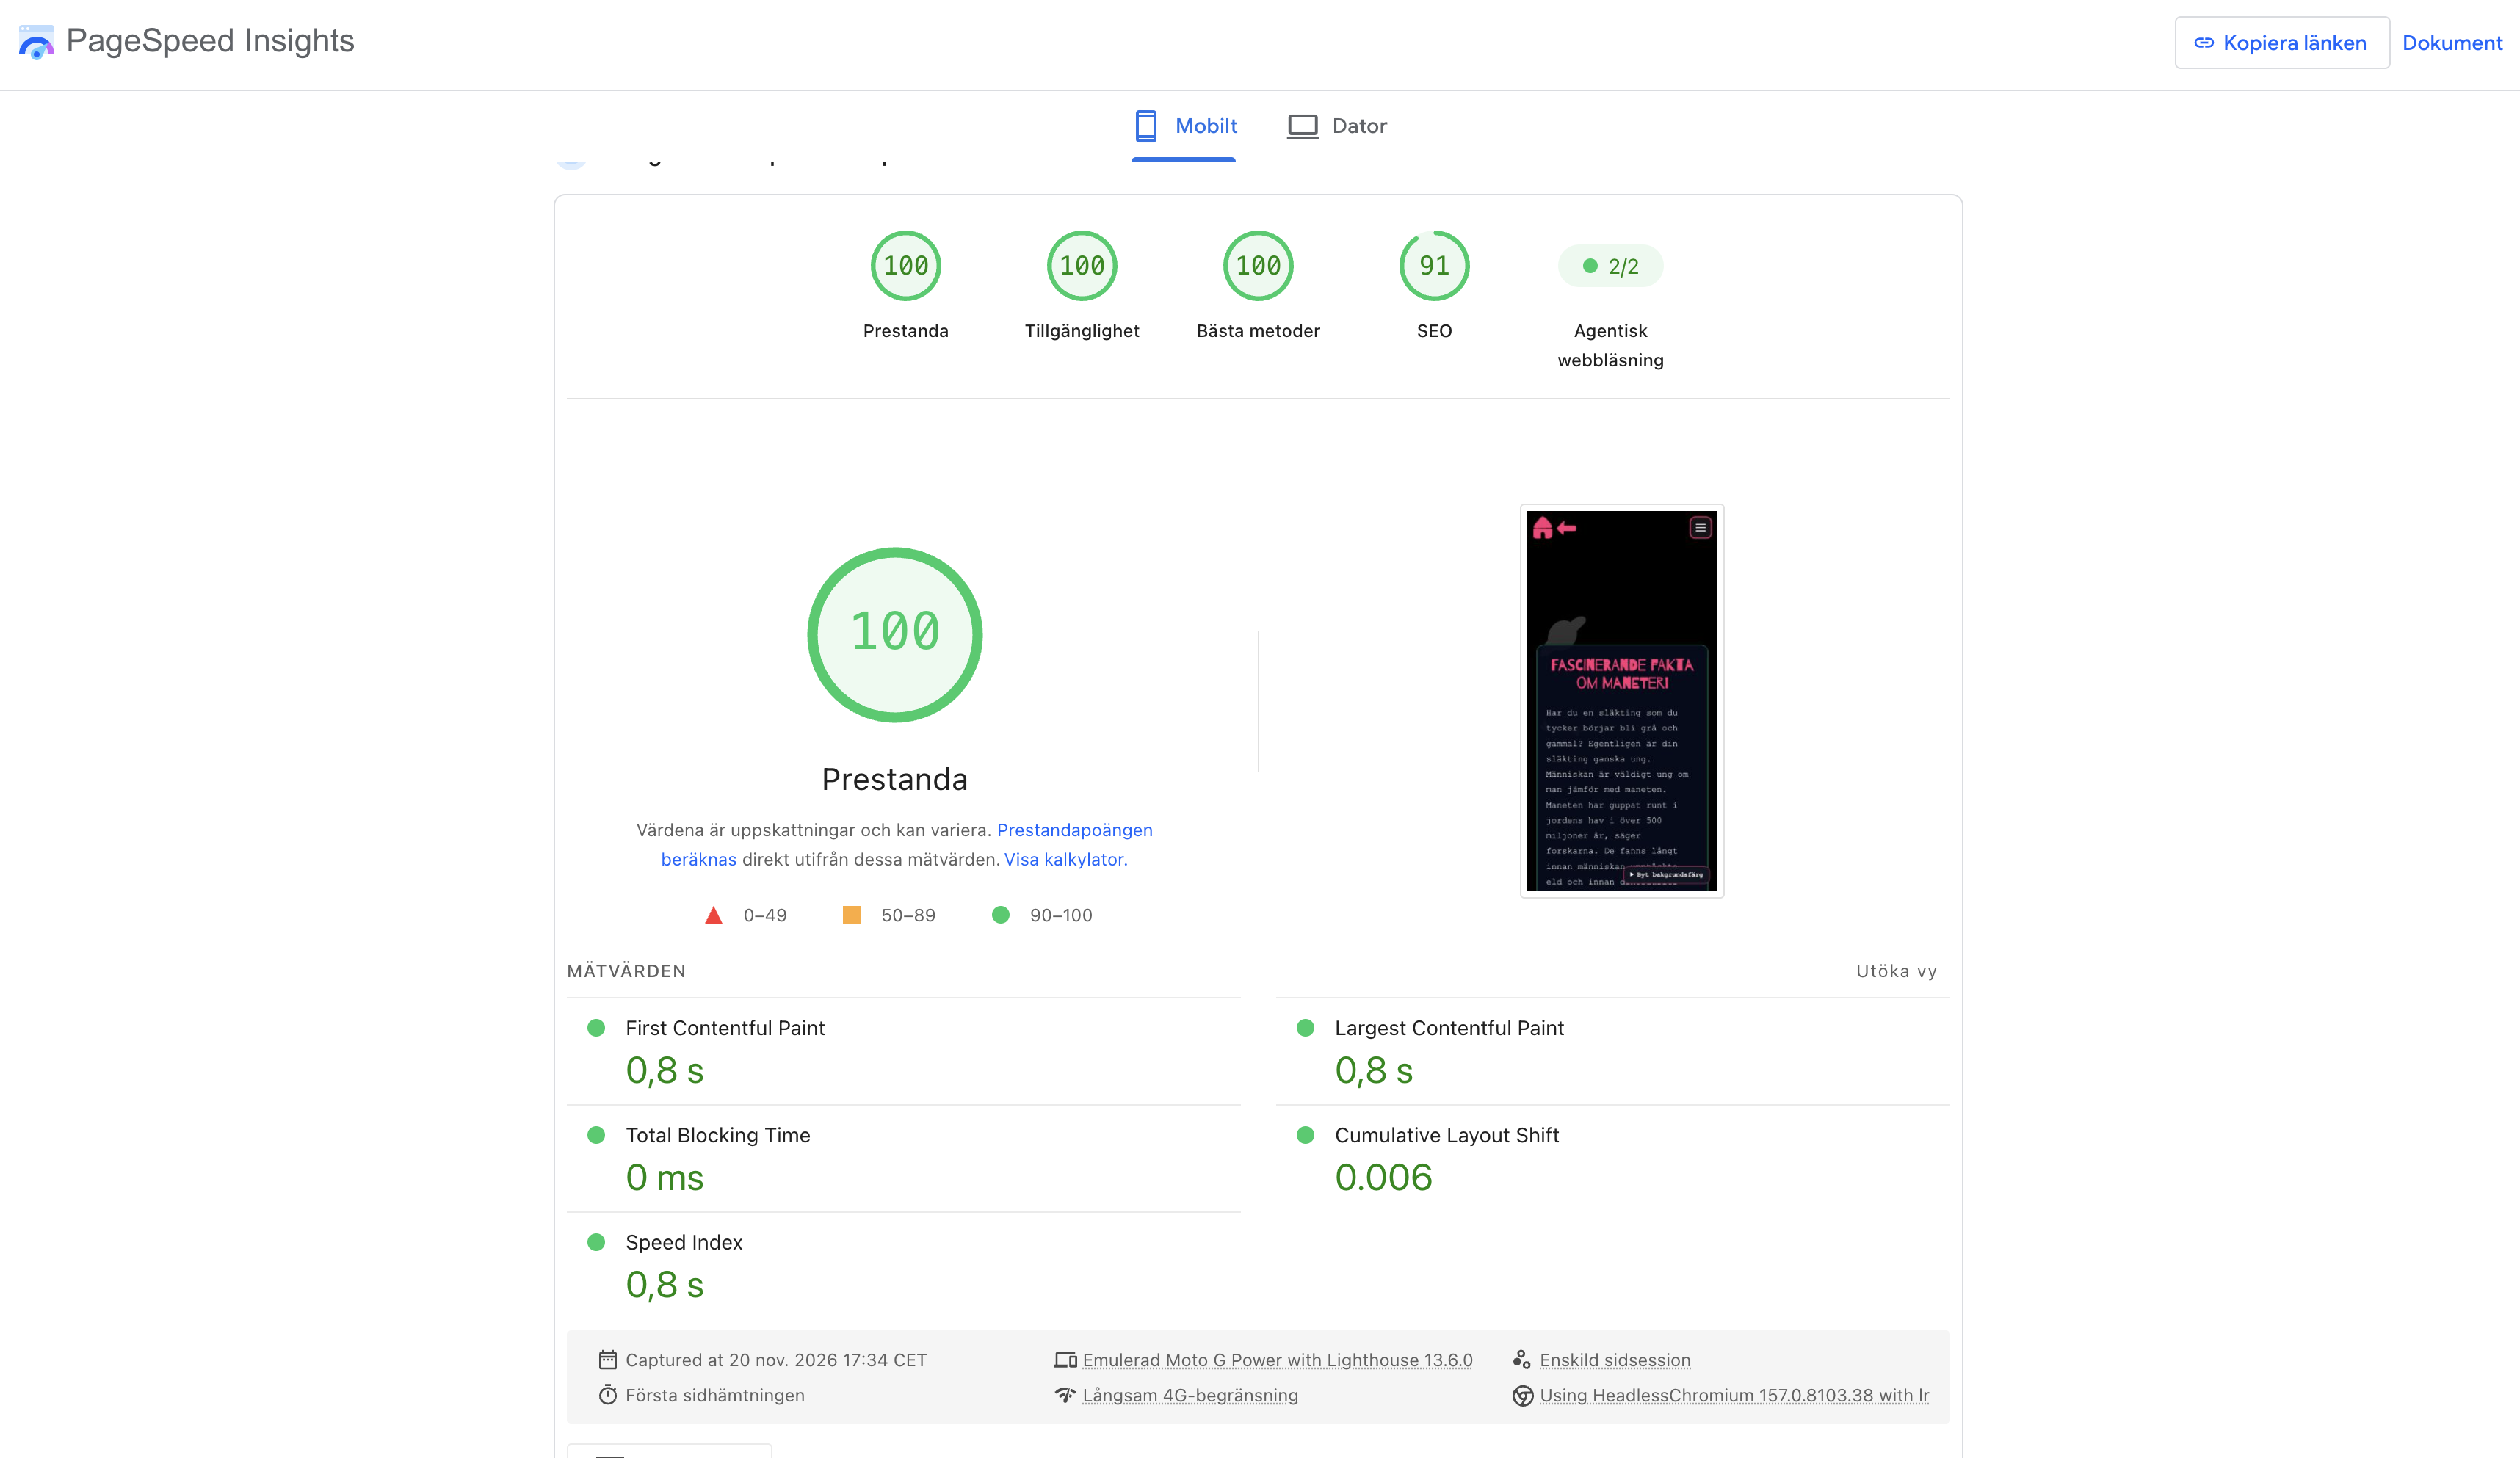 PageSpeed Insights
Kopiera länken
Dokument
Mobilt
Dator
100
100
100
91
2/2
Prestanda
Tillgänglighet
Bästa metoder
SEO
Agentisk
webbläsning
100
Prestanda
Värdena är uppskattningar och kan variera. Prestandapoängen
beräknas direkt utifrån dessa mätvärden. Visa kalkylator.
0–49
50–89
90–100
FASCINERANDE FAKTA
OM MANETER!
Har du en släkting som du
tycker börjar bli grå och
gammal? Egentligen är din
släkting ganska ung.
Människan är väldigt ung om
man jämför med maneten.
Maneten har guppat runt i
jordens hav i över 500
miljoner år, säger
forskarna. De fanns långt
innan människan
eld och innan
Byt bakgrundsfärg
MÄTVÄRDEN
Utöka vy
First Contentful Paint
0,8 s
Largest Contentful Paint
0,8 s
Total Blocking Time
0 ms
Cumulative Layout Shift
0.006
Speed Index
0,8 s
Captured at 20 nov. 2026 17:34 CET
Emulerad Moto G Power with Lighthouse 13.6.0
Enskild sidsession
Första sidhämtningen
Långsam 4G-begränsning
Using HeadlessChromium 157.0.8103.38 with lr